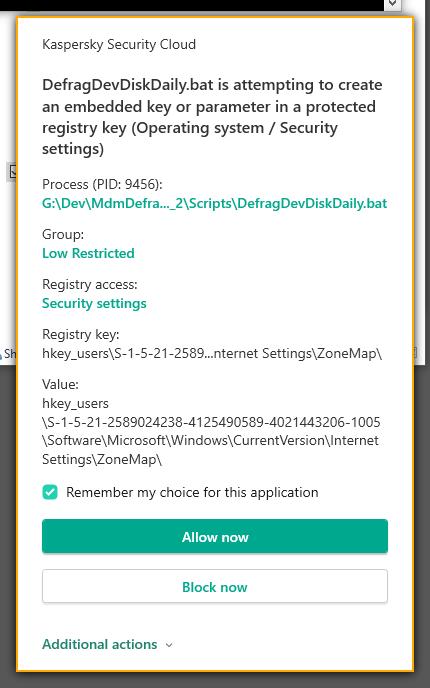 Kaspersky Security Cloud
DefragDevDiskDaily.bat is attempting to create
an embedded key or parameter in a protected
registry key (Operating system / Security
settings)
Process (PID: 9456):
G:\Dev\MdmDefra..._2\Scripts\DefragDevDiskDaily.bat
Group:
Low Restricted
Registry access:
Security settings
Registry key:
hkey_users\S-1-5-21-2589...nternet Settings\ZoneMap\
Value:
hkey_users
\S-1-5-21-2589024238-4125490589-4021443206-1005
\Software\Microsoft\Windows\CurrentVersion\Internet
Settings\ZoneMap\
Remember my choice for this application
Allow now
Block now
Additional actions
Sh